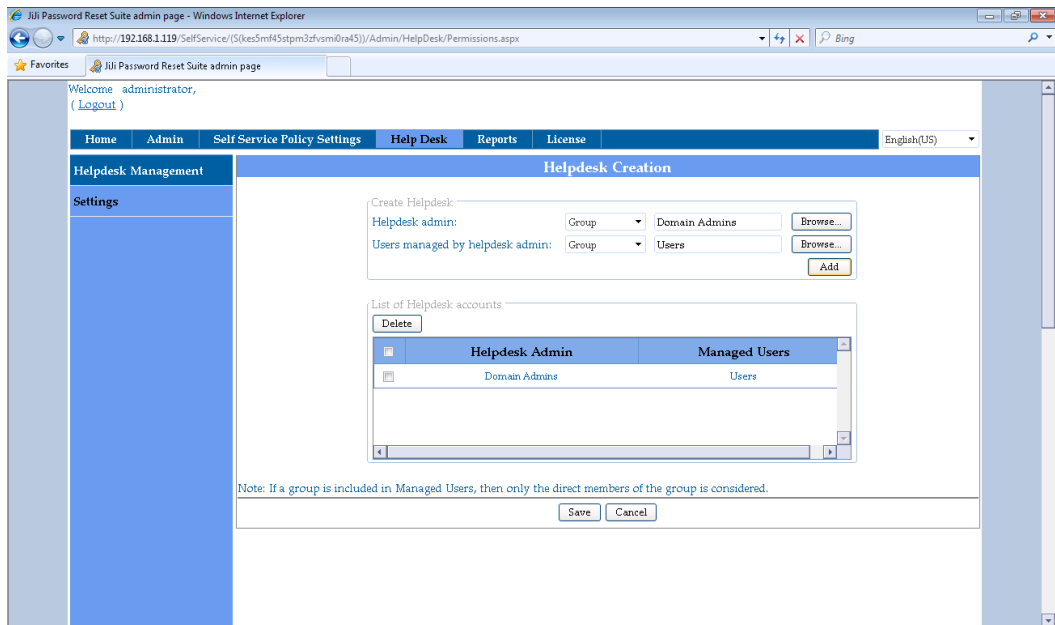 JiJi Password Reset Suite admin page - Windows Internet Explorer
http://192.168.1.119/SelfService/(S(kes5mf45stpm3zfvsmi0ra45))/Admin/HelpDesk/Permissions.aspx
Bing
Favorites
JiJi Password Reset Suite admin page
Welcome administrator,
( Logout )
Home Admin Self Service Policy Settings Help Desk Reports License English(US)
Helpdesk Management
Settings
Helpdesk Creation
Create Helpdesk
Helpdesk admin: Group Domain Admins Browse...
Users managed by helpdesk admin: Group Users Browse...
Add
List of Helpdesk accounts
Delete
Helpdesk Admin Managed Users
Domain Admins Users
Note: If a group is included in Managed Users, then only the direct members of the group is considered.
Save Cancel